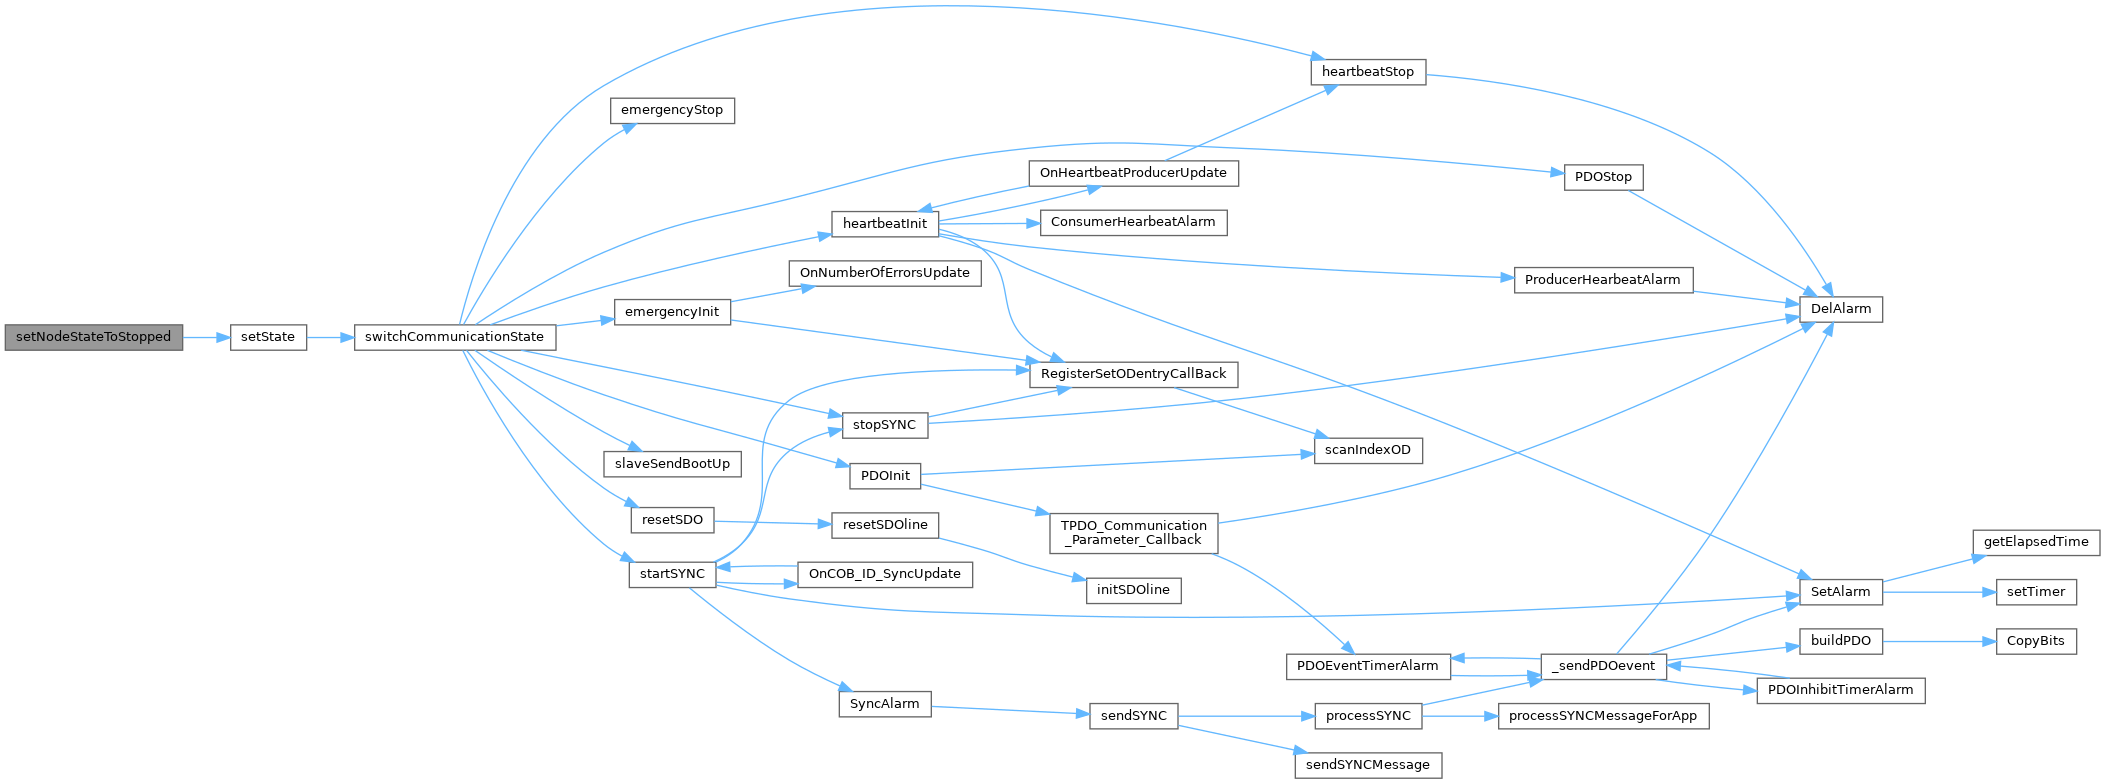 setNodeStateToStopped
setState
switchCommunicationState
emergencyStop
emergencyInit
slaveSendBootUp
resetSDO
startSYNC
heartbeatInit
OnNumberOfErrorsUpdate
stopSYNC
PDOInit
resetSDOline
OnCOB_ID_SyncUpdate
SyncAlarm
OnHeartbeatProducerUpdate
ConsumerHearbeatAlarm
RegisterSetODentryCallBack
TPDO_Communication
_Parameter_Callback
initSDOline
sendSYNC
heartbeatStop
scanIndexOD
PDOEventTimerAlarm
processSYNC
sendSYNCMessage
PDOStop
ProducerHearbeatAlarm
_sendPDOevent
processSYNCMessageForApp
DelAlarm
SetAlarm
buildPDO
PDOInhibitTimerAlarm
getElapsedTime
setTimer
CopyBits